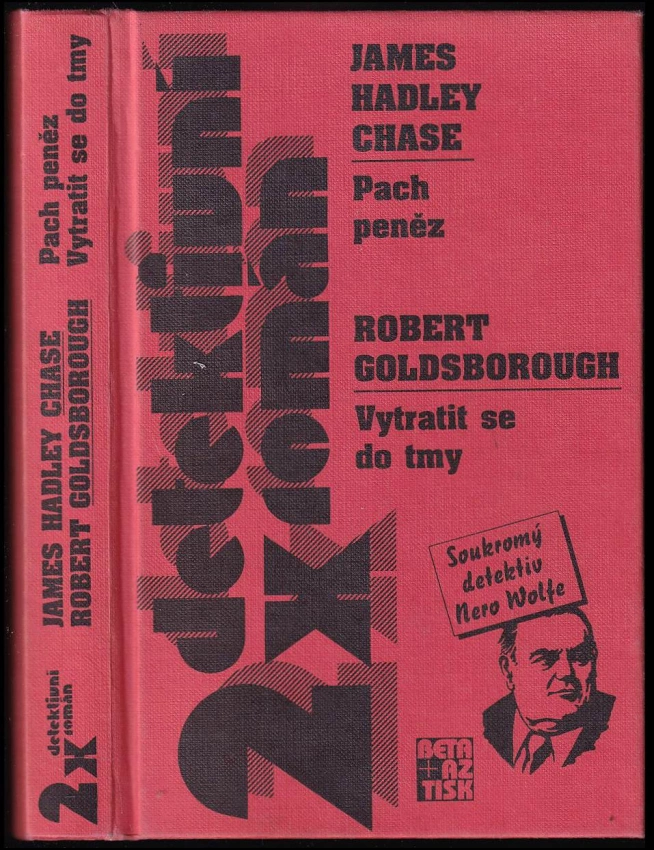 Pach peněz
Vytratit se do tmy
JAMES HADLEY CHASE
ROBERT GOLDSBOROUGH
2x
detektivní
román
2x
detektivní
román
JAMES
HADLEY
CHASE
Pach
peněz
ROBERT
GOLDSBOROUGH
Vytratit se
do tmy
Soukromý
detektiv
Nero Wolfe
BETA
+AZ
TISK